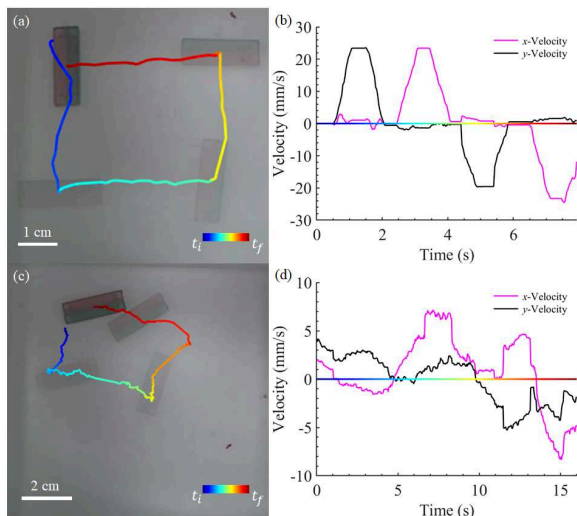 (a)
1 cm
t_i t_f
(b)
x-Velocity
y-Velocity
Velocity (mm/s)
30
20
10
0
-10
-20
-30
0 2 4 6
Time (s)
(c)
2 cm
t_i t_f
(d)
x-Velocity
y-Velocity
Velocity (mm/s)
10
5
0
-5
-10
0 5 10 15
Time (s)